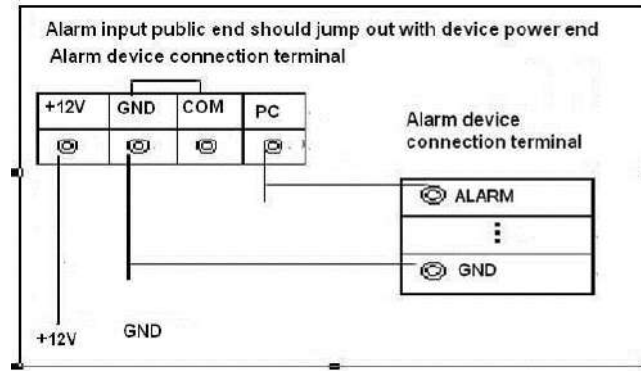 Alarm input public end should jump out with device power end
Alarm device connection terminal
+12V GND COM PC
Alarm device
connection terminal
ALARM
GND
+12V GND